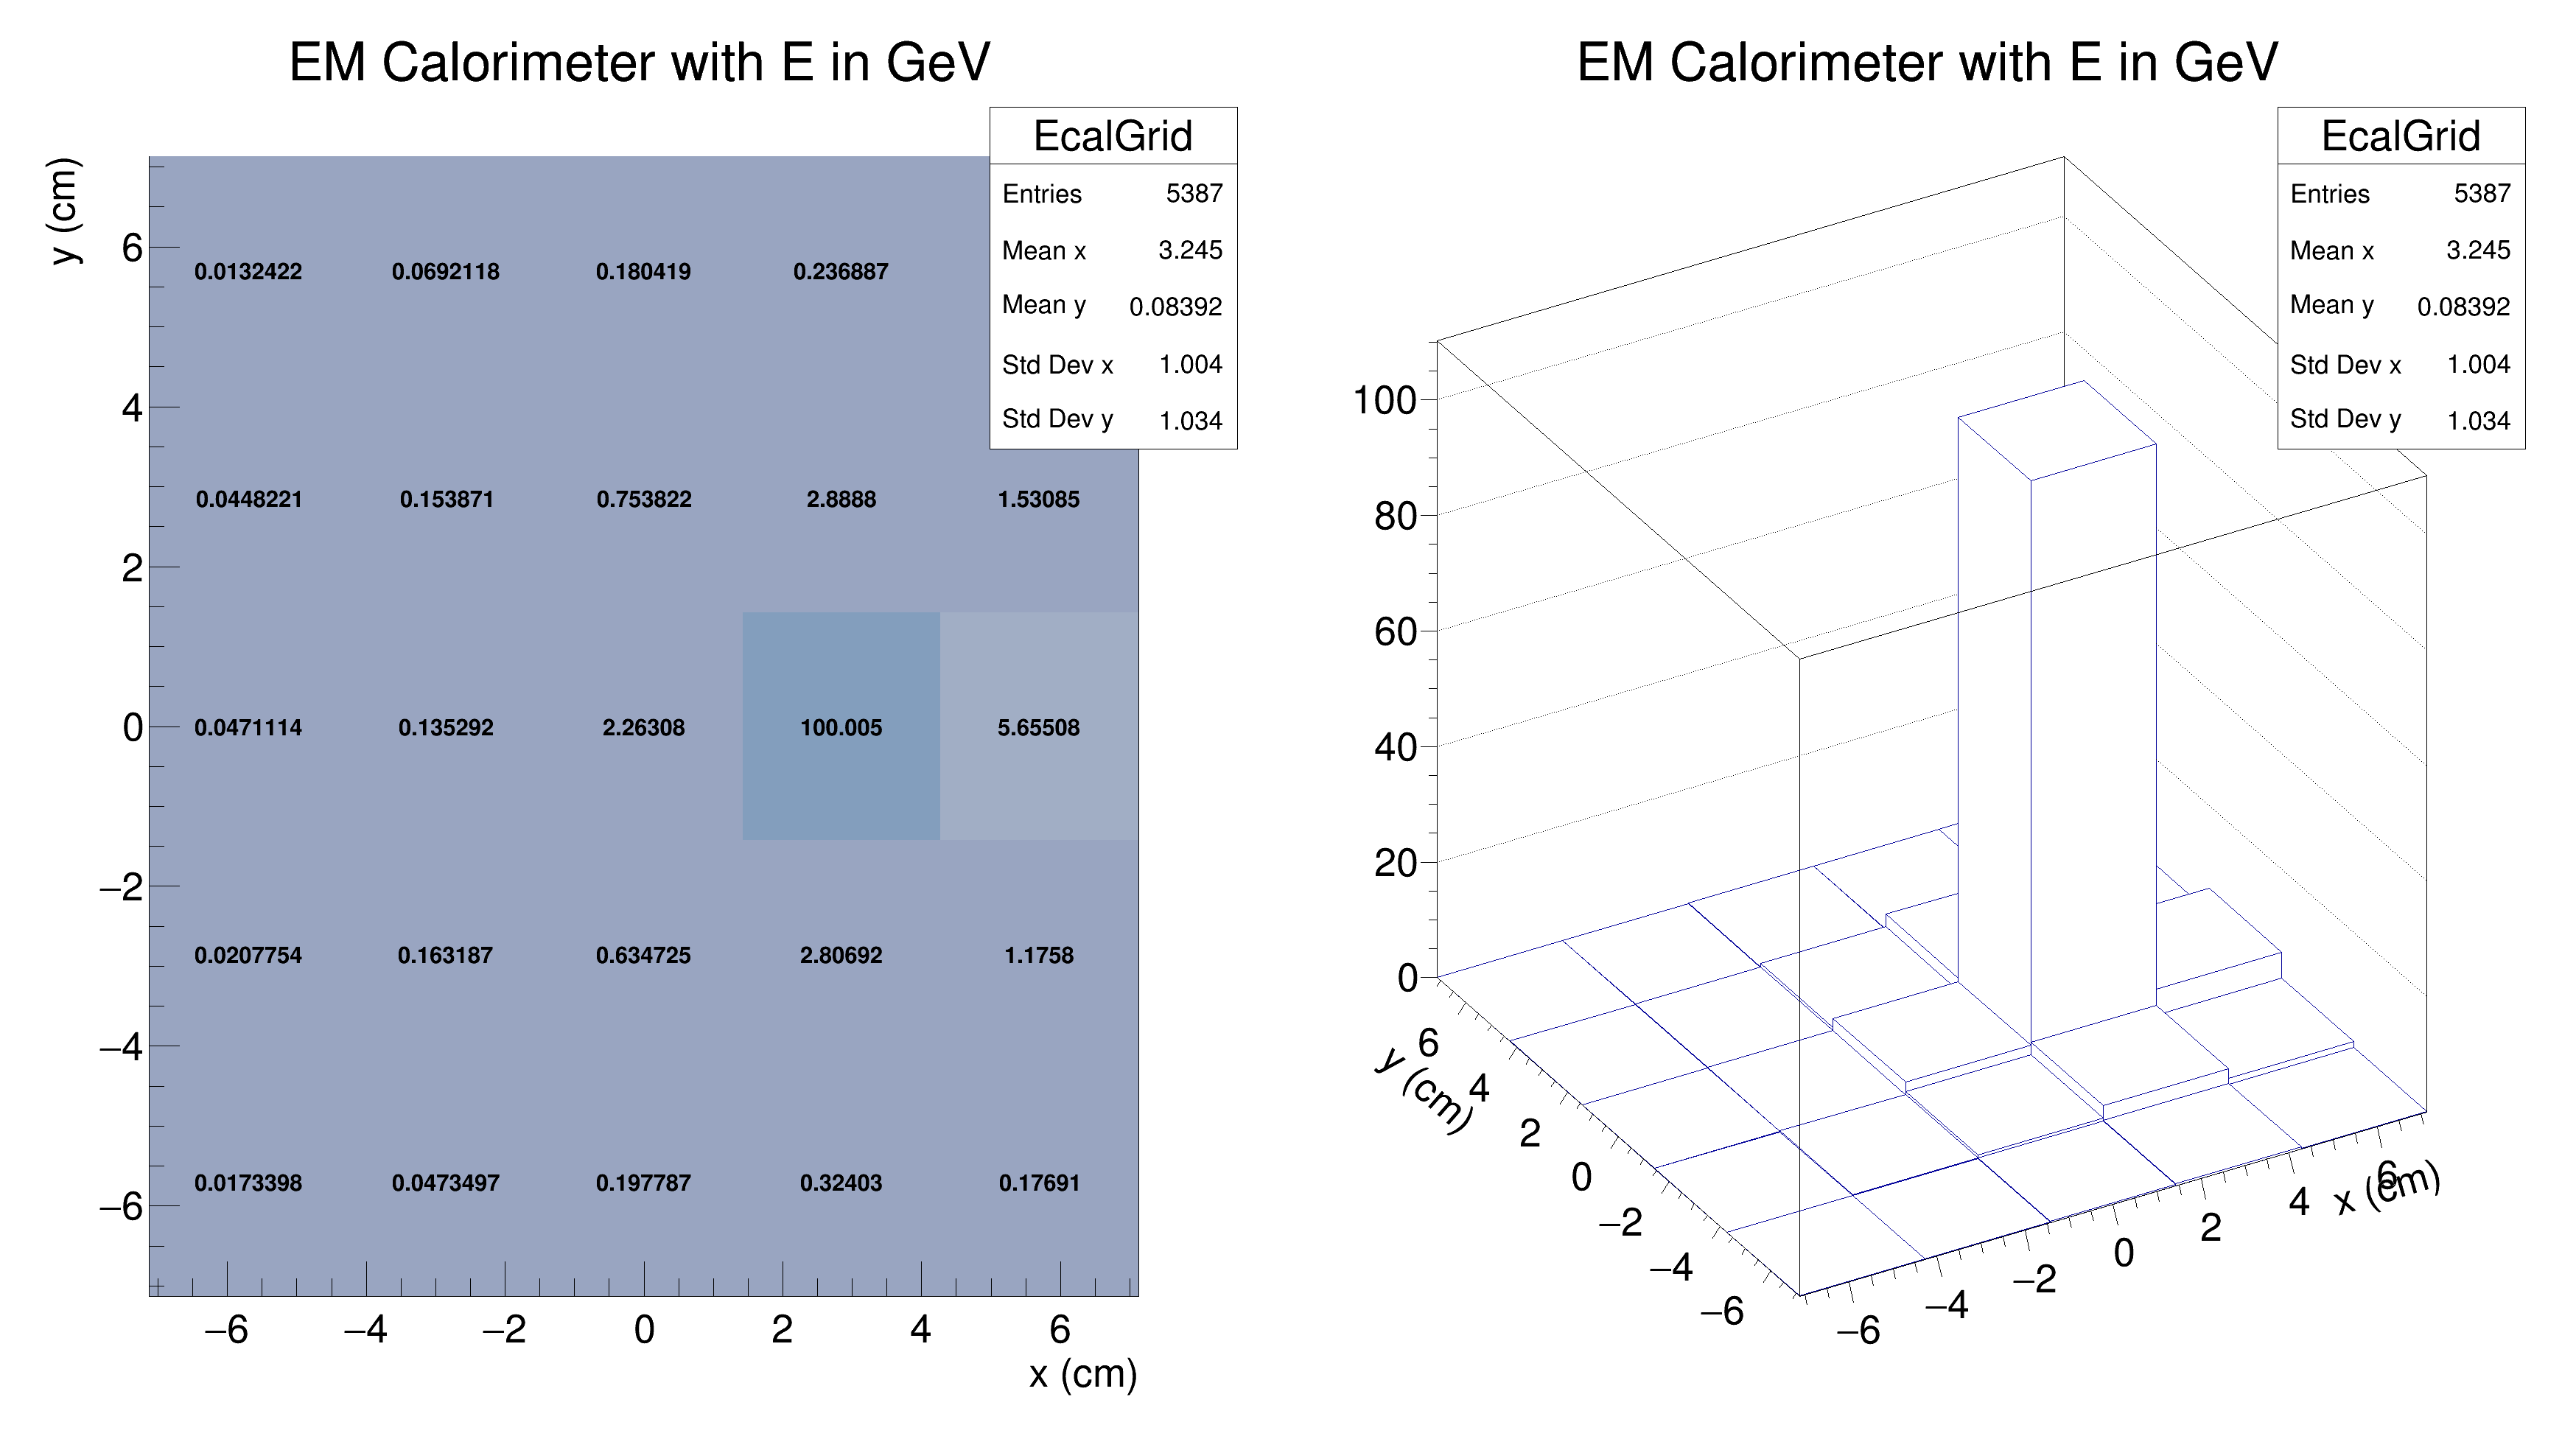 EM Calorimeter with E in GeV
EcalGrid
Entries 5387
Mean x 3.245
Mean y 0.08392
Std Dev x 1.004
Std Dev y 1.034
y (cm)
6
4
2
0
−2
−4
−6
0.0132422 0.0692118 0.180419 0.236887
0.0448221 0.153871 0.753822 2.8888 1.53085
0.0471114 0.135292 2.26308 100.005 5.65508
0.0207754 0.163187 0.634725 2.80692 1.1758
0.0173398 0.0473497 0.197787 0.32403 0.17691
−6 −4 −2 0 2 4 6
x (cm)
EM Calorimeter with E in GeV
EcalGrid
Entries 5387
Mean x 3.245
Mean y 0.08392
Std Dev x 1.004
Std Dev y 1.034
100
80
60
40
20
0
y (cm)
6
4
2
0
−2
−4
−6
−6
−4
−2
0
2
4
6
x (cm)